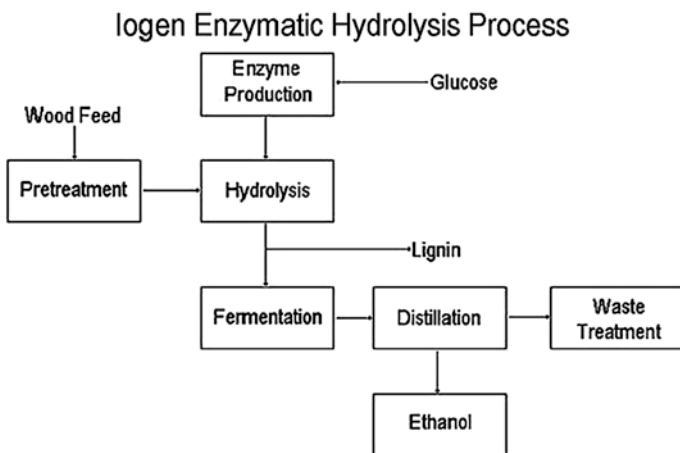 Iogen Enzymatic Hydrolysis Process
Enzyme
Production
Glucose
Wood Feed
Pretreatment
Hydrolysis
Lignin
Fermentation
Distillation
Waste
Treatment
Ethanol